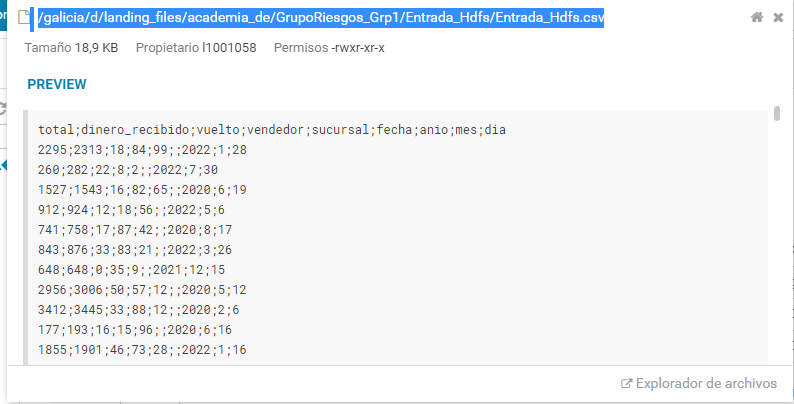 /galicia/d/landing_files/academia_de/GrupoRiesgos_Grp1/Entrada_Hdfs/Entrada_Hdfs.csv
Tamaño 18,9 KB Propietario l1001058 Permisos -rwxr-xr-x
PREVIEW
total;dinero_recibido;vuelto;vendedor;sucursal;fecha;anio;mes;dia
2295;2313;18;84;99;;2022;1;28
260;282;22;8;2;;2022;7;30
1527;1543;16;82;65;;2020;6;19
912;924;12;18;56;;2022;5;6
741;758;17;87;42;;2020;8;17
843;876;33;83;21;;2022;3;26
648;648;0;35;9;;2021;12;15
2956;3006;50;57;12;;2020;5;12
3412;3445;33;88;12;;2020;2;6
177;193;16;15;96;;2020;6;16
1855;1901;46;73;28;;2022;1;16
Explorador de archivos